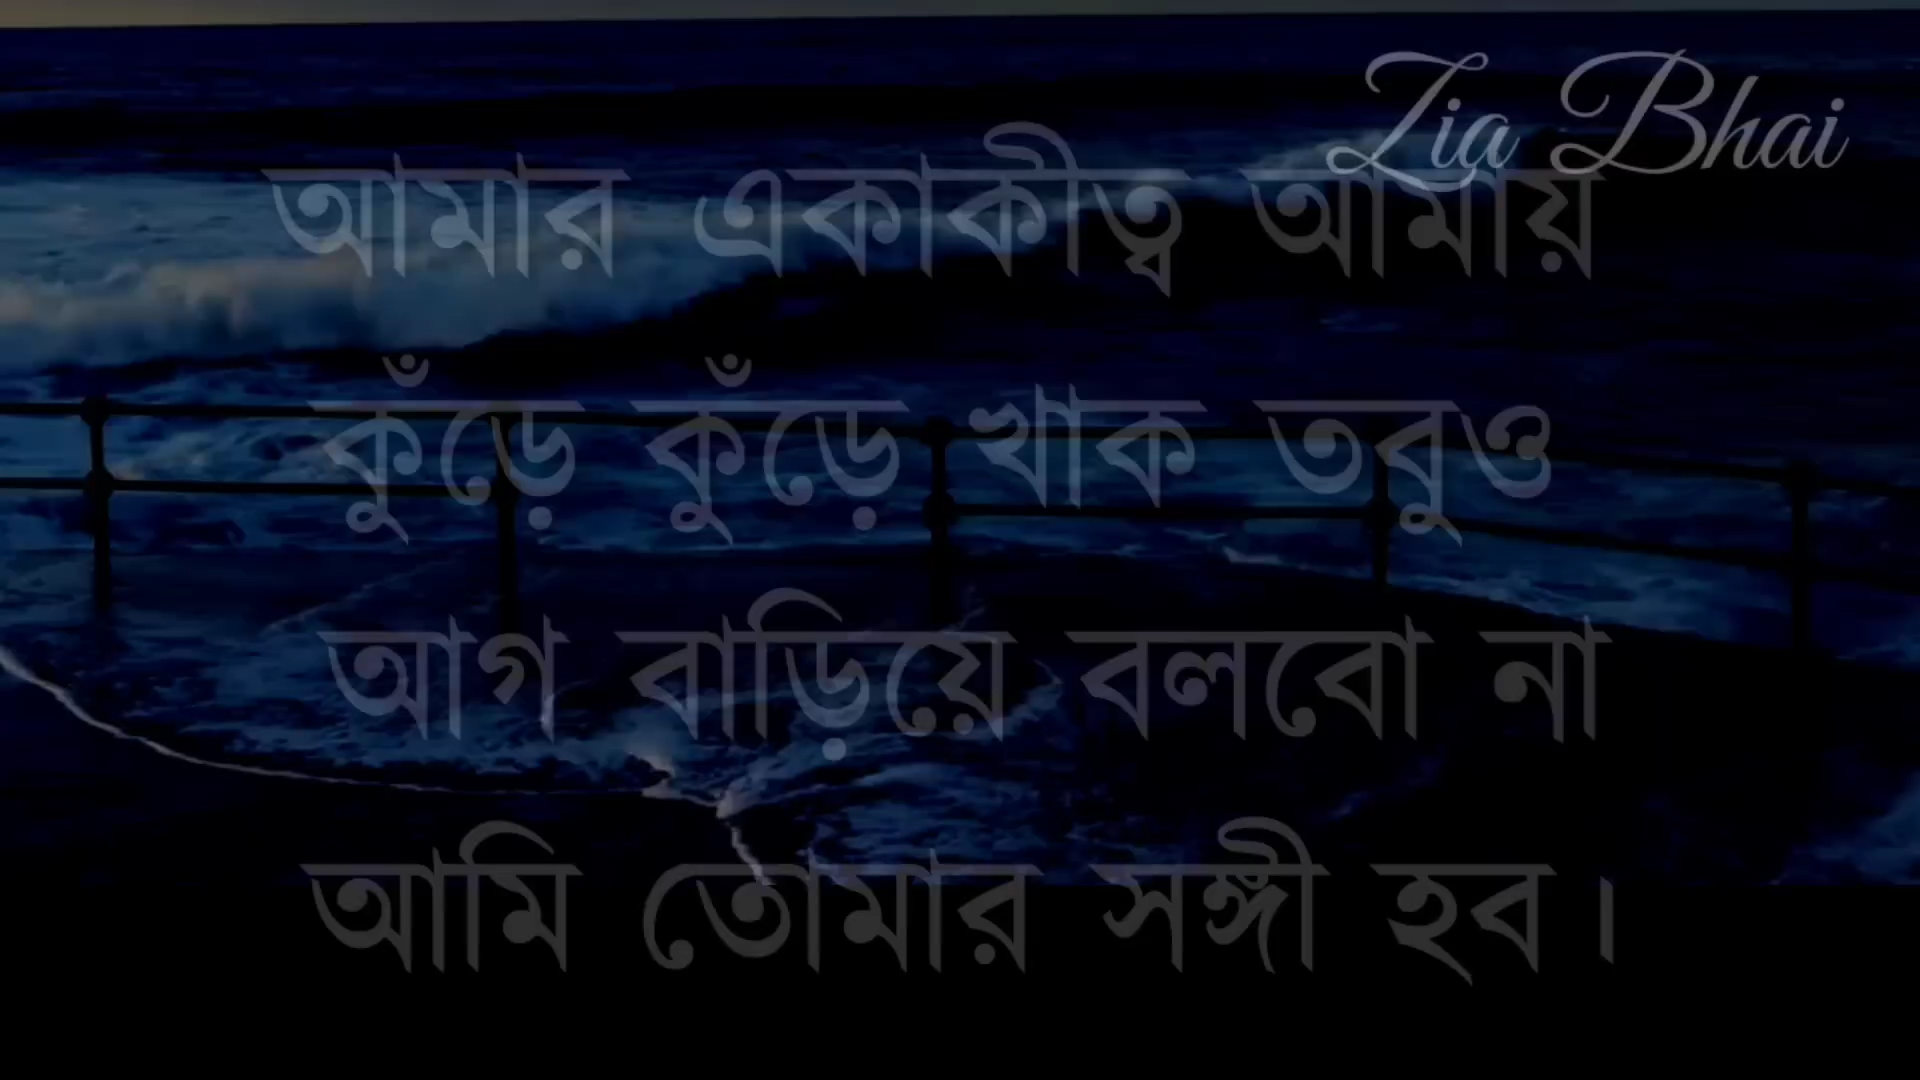 Zia Bhai
আমার একাকীত্ব আমায়
কুঁড়ে কুঁড়ে খাক তবুও
আগ বাড়িয়ে বলবো না
আমি তোমার সঙ্গী হব।